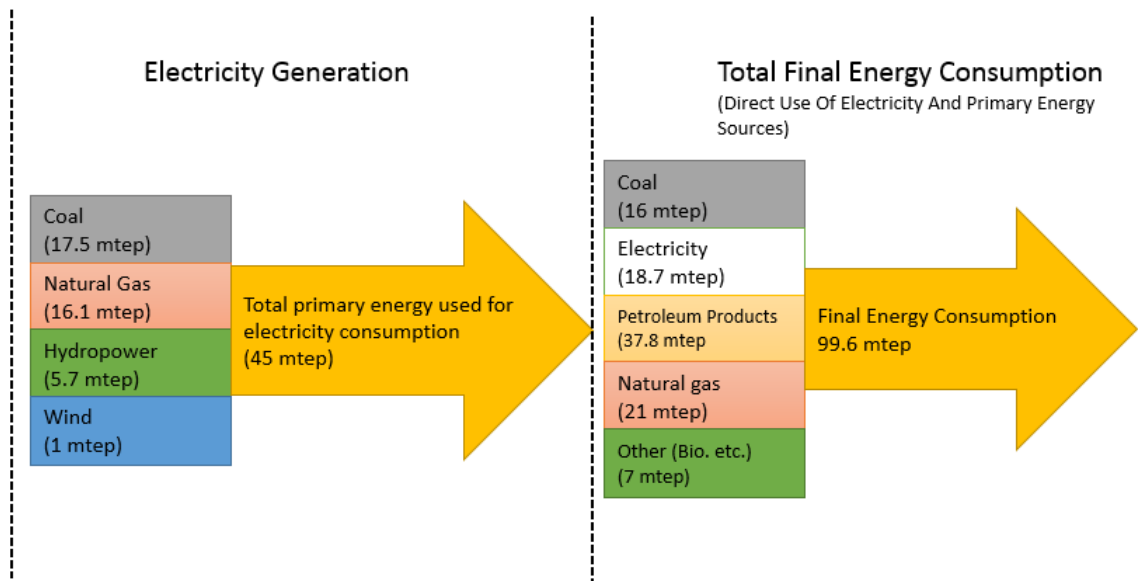 Electricity Generation
Coal
(17.5 mtep)
Natural Gas
(16.1 mtep)
Hydropower
(5.7 mtep)
Wind
(1 mtep)
Total primary energy used for
electricity consumption
(45 mtep)
Total Final Energy Consumption
(Direct Use Of Electricity And Primary Energy
Sources)
Coal
(16 mtep)
Electricity
(18.7 mtep)
Petroleum Products
(37.8 mtep
Natural gas
(21 mtep)
Other (Bio. etc.)
(7 mtep)
Final Energy Consumption
99.6 mtep